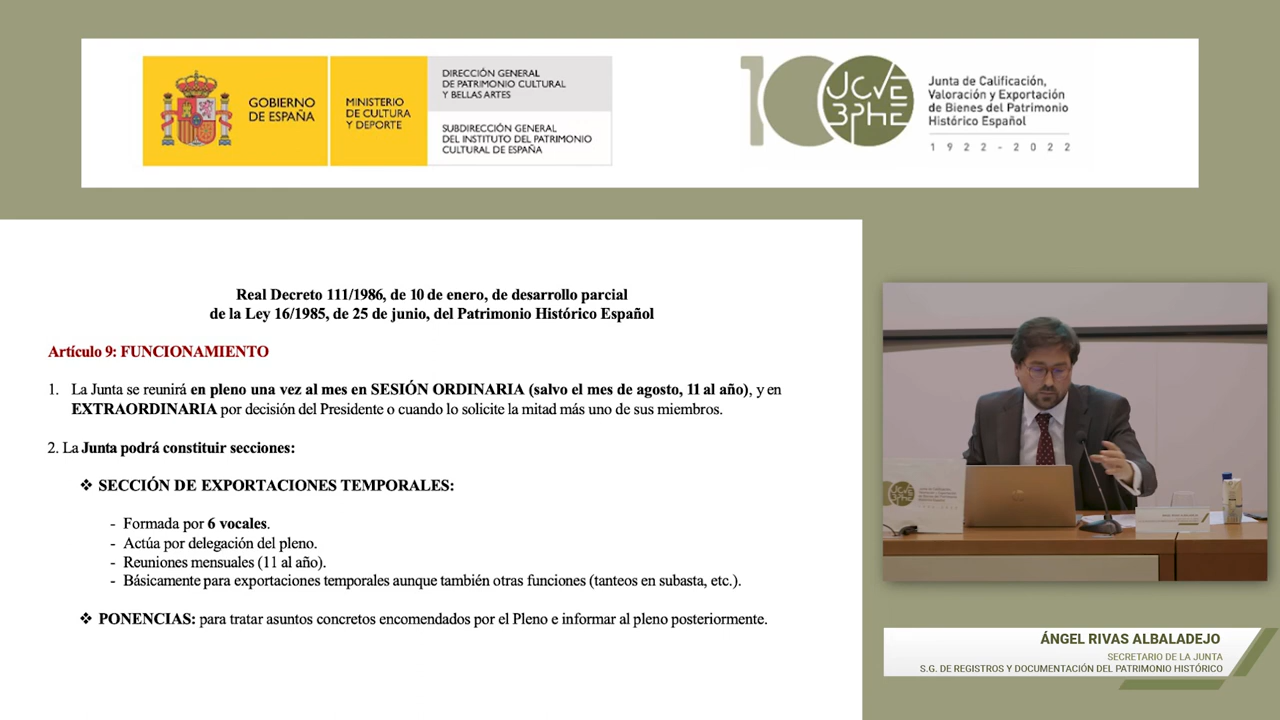 GOBIERNO
DE ESPAÑA
MINISTERIO
DE CULTURA
Y DEPORTE
DIRECCIÓN GENERAL
DE PATRIMONIO CULTURAL
Y BELLAS ARTES
SUBDIRECCIÓN GENERAL
DEL INSTITUTO DEL PATRIMONIO
CULTURAL DE ESPAÑA
100
JCVE
BPHE
Junta de Calificación,
Valoración y Exportación
de Bienes del Patrimonio
Histórico Español
1922-2022
Real Decreto 111/1986, de 10 de enero, de desarrollo parcial
de la Ley 16/1985, de 25 de junio, del Patrimonio Histórico Español
Artículo 9: FUNCIONAMIENTO
1. La Junta se reunirá en pleno una vez al mes en SESIÓN ORDINARIA (salvo el mes de agosto, 11 al año), y en
EXTRAORDINARIA por decisión del Presidente o cuando lo solicite la mitad más uno de sus miembros.
2. La Junta podrá constituir secciones:
❖ SECCIÓN DE EXPORTACIONES TEMPORALES:
- Formada por 6 vocales.
- Actúa por delegación del pleno.
- Reuniones mensuales (11 al año).
- Básicamente para exportaciones temporales aunque también otras funciones (tanteos en subasta, etc.).
❖ PONENCIAS: para tratar asuntos concretos encomendados por el Pleno e informar al pleno posteriormente.
ÁNGEL RIVAS ALBALADEJO
SECRETARIO DE LA JUNTA
S.G. DE REGISTROS Y DOCUMENTACIÓN DEL PATRIMONIO HISTÓRICO